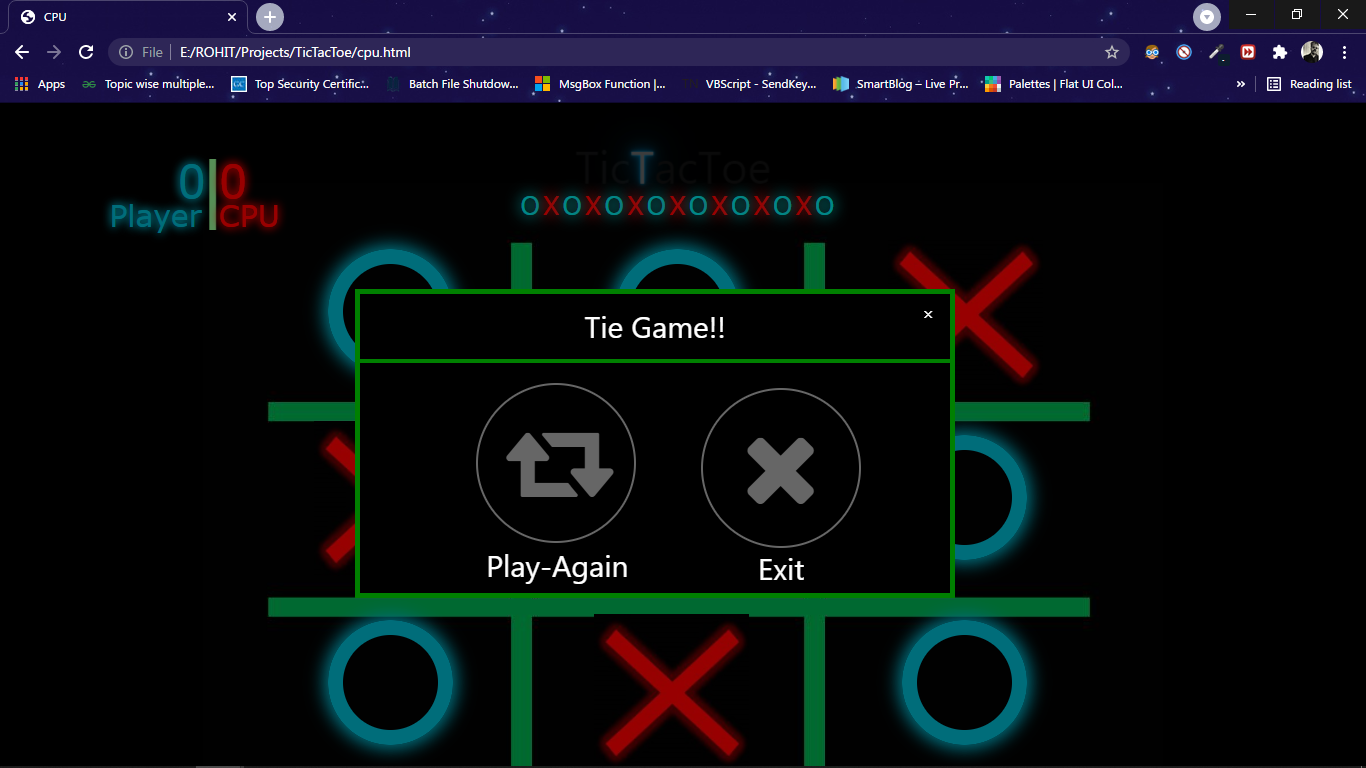 CPU
File E:/ROHIT/Projects/TicTacToe/cpu.html
Apps Topic wise multiple... Top Security Certific... Batch File Shutdow... MsgBox Function |... VBScript - SendKey... SmartBlog – Live Pr... Palettes | Flat UI Col... » Reading list
TicTacToe
0 0
Player CPU
OXOXOXOXOXOXOXO
Tie Game!!
×
Play-Again Exit